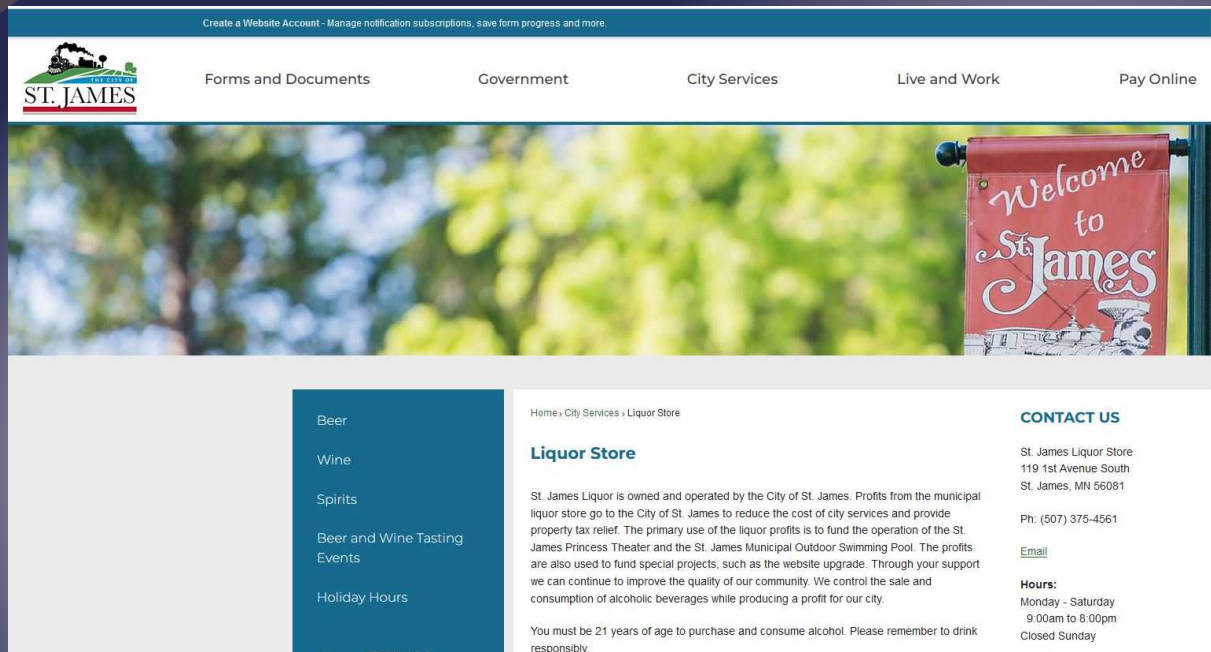 Create a Website Account - Manage notification subscriptions, save form progress and more.
THE CITY OF
ST. JAMES
Forms and Documents
Government
City Services
Live and Work
Pay Online
Welcome
to
St. James
Beer
Wine
Spirits
Beer and Wine Tasting
Events
Holiday Hours
Home › City Services › Liquor Store
Liquor Store
St. James Liquor is owned and operated by the City of St. James. Profits from the municipal
liquor store go to the City of St. James to reduce the cost of city services and provide
property tax relief. The primary use of the liquor profits is to fund the operation of the St.
James Princess Theater and the St. James Municipal Outdoor Swimming Pool. The profits
are also used to fund special projects, such as the website upgrade. Through your support
we can continue to improve the quality of our community. We control the sale and
consumption of alcoholic beverages while producing a profit for our city.
You must be 21 years of age to purchase and consume alcohol. Please remember to drink
responsibly.
CONTACT US
St. James Liquor Store
119 1st Avenue South
St. James, MN 56081
Ph: (507) 375-4561
Email
Hours:
Monday - Saturday
9:00am to 8:00pm
Closed Sunday